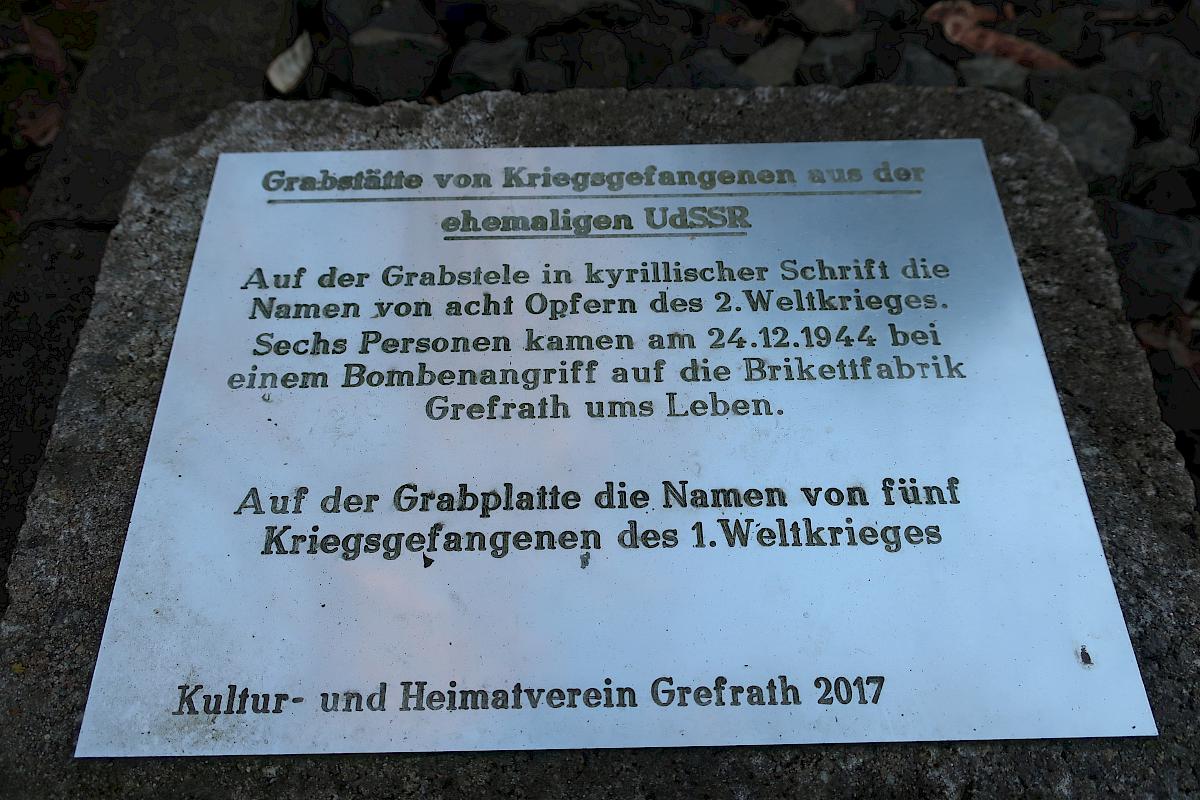 Grabstätte von Kriegsgefangenen aus der
ehemaligen UdSSR
Auf der Grabstele in kyrillischer Schrift die
Namen von acht Opfern des 2.Weltkrieges.
Sechs Personen kamen am 24.12.1944 bei
einem Bombenangriff auf die Brikettfabrik
Grefrath ums Leben.
Auf der Grabplatte die Namen von fünf
Kriegsgefangenen des 1.Weltkrieges
Kultur- und Heimatverein Grefrath 2017